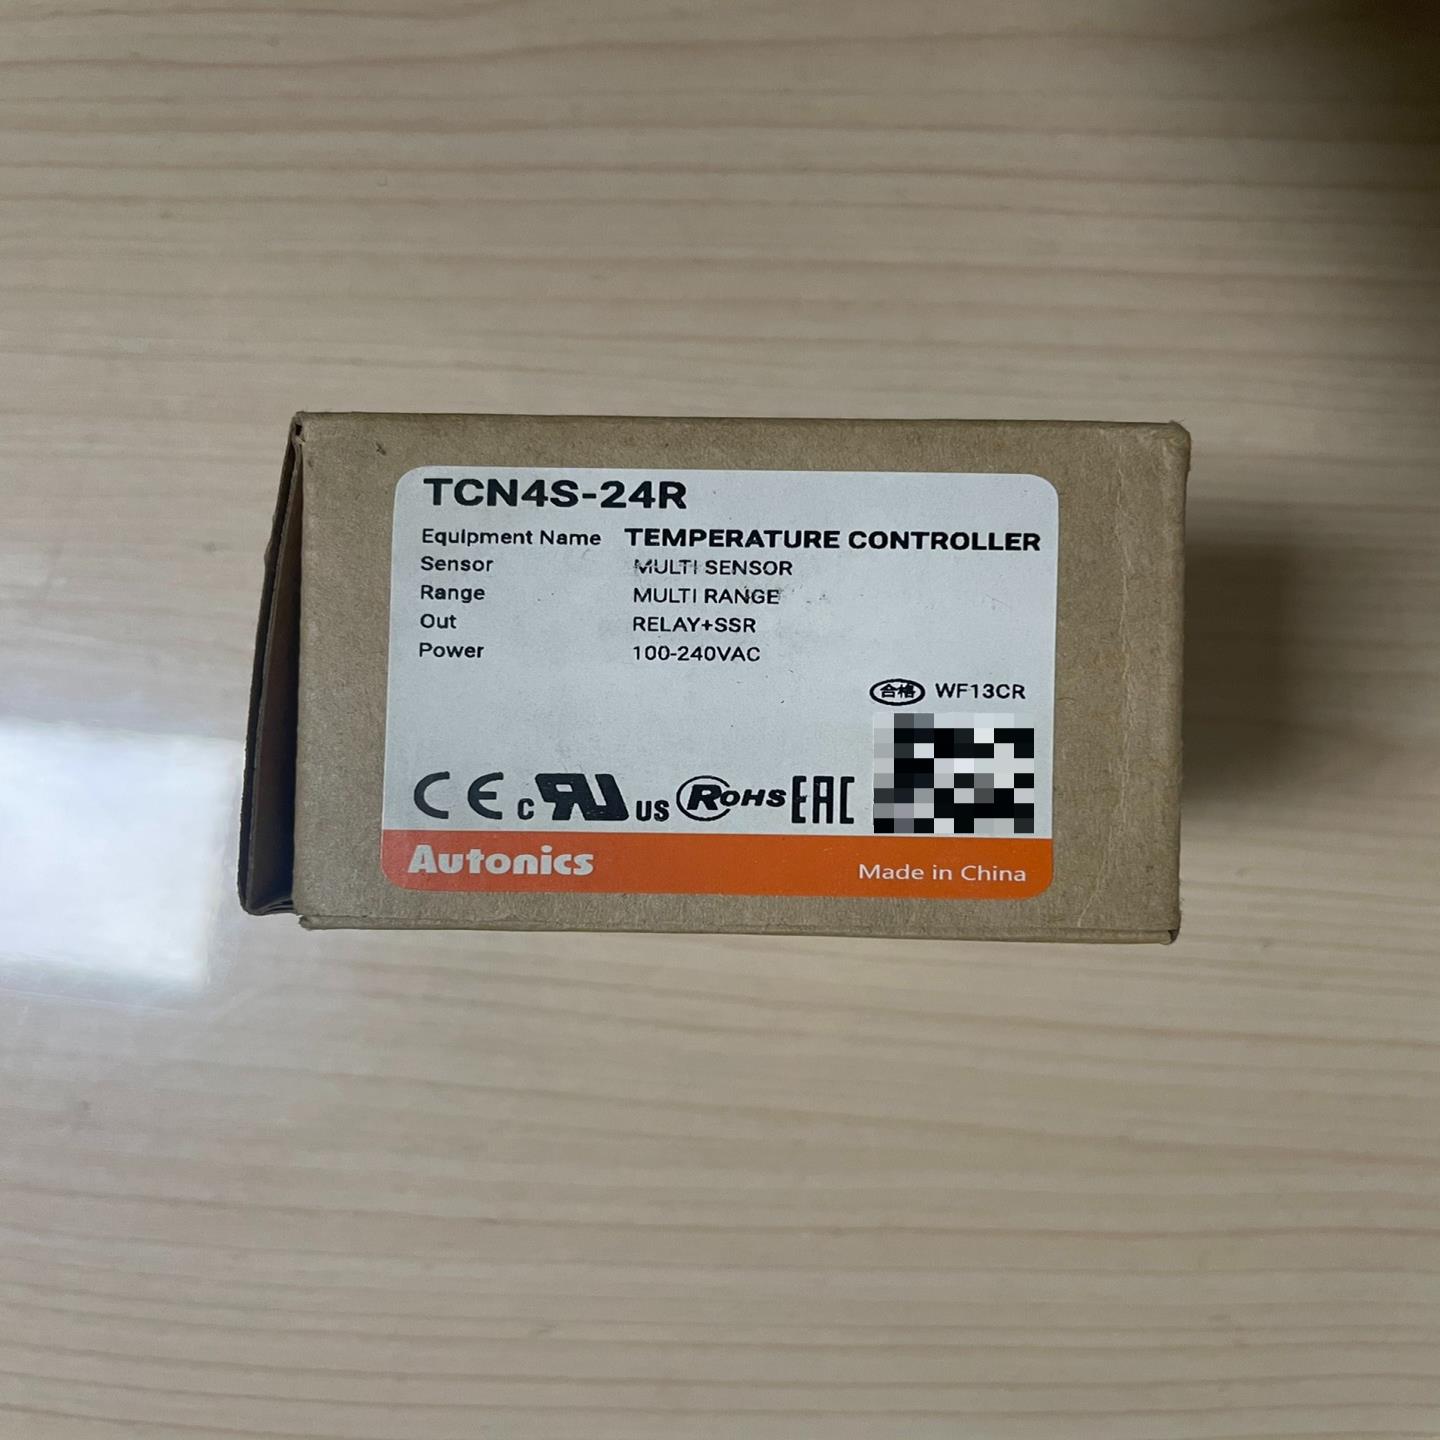 TCN4S-24R
Equipment Name TEMPERATURE CONTROLLER
Sensor MULTI SENSOR
Range MULTI RANGE
Out RELAY+SSR
Power 100-240VAC
合格 WF13CR
CE c RU US RoHS EAC
Autonics Made in China